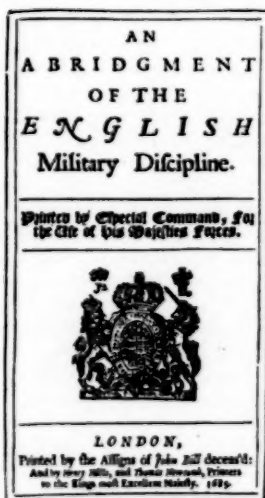 AN
ABRIDGMENT
OF THE
ENGLISH
Military Diſcipline.
Printed by Eſpecial Command, For
the Uſe of His Majeſties Forces.
LONDON,
Printed by the Aſſigns of John Bill deceas'd:
And by Henry Hills, and Thomas Newcomb, Printers
to the Kings moſt Excellent Majeſty. 1685.